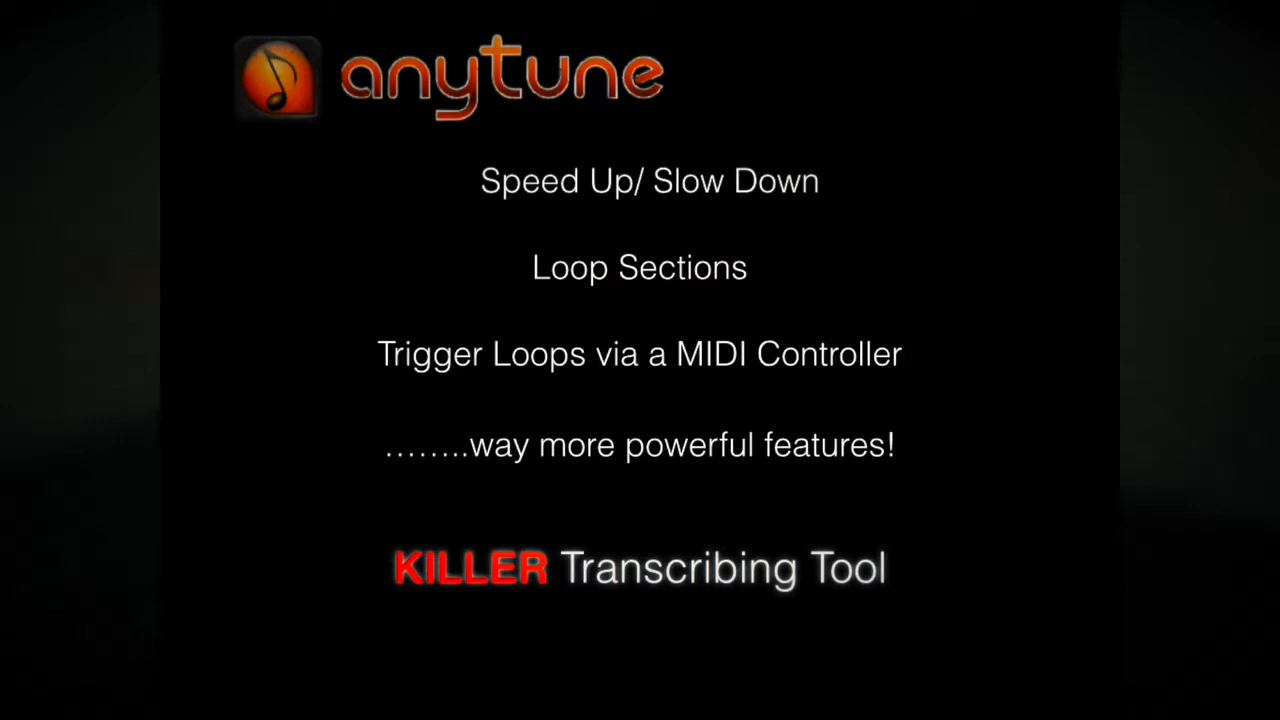 anytune
Speed Up/ Slow Down
Loop Sections
Trigger Loops via a MIDI Controller
........way more powerful features!
KILLER Transcribing Tool